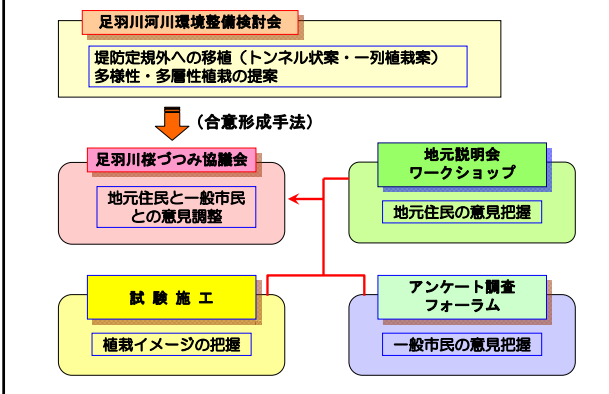 足羽川河川環境整備検討会
堤防定規外への移植（トンネル状案・一列植栽案）
多様性・多層性植栽の提案
（合意形成手法）
足羽川桜づつみ協議会
地元住民と一般市民
との意見調整
地元説明会
ワークショップ
地元住民の意見把握
試験施工
植栽イメージの把握
アンケート調査
フォーラム
一般市民の意見把握